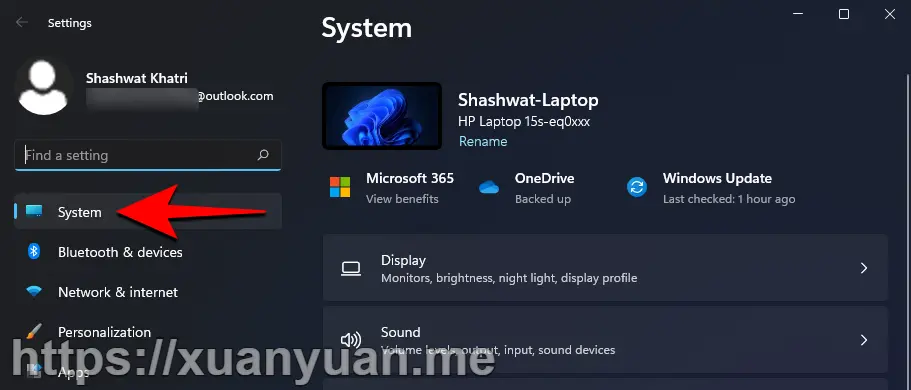 Settings
System
Shashwat Khatri
@outlook.com
Find a setting
System
Bluetooth & devices
Network & internet
Personalization
Apps
Shashwat-Laptop
HP Laptop 15s-eq0xxx
Rename
Microsoft 365
View benefits
OneDrive
Backed up
Windows Update
Last checked: 1 hour ago
Display
Monitors, brightness, night light, display profile
Sound
Volume levels, output, input, sound devices
https://xuanyuan.me